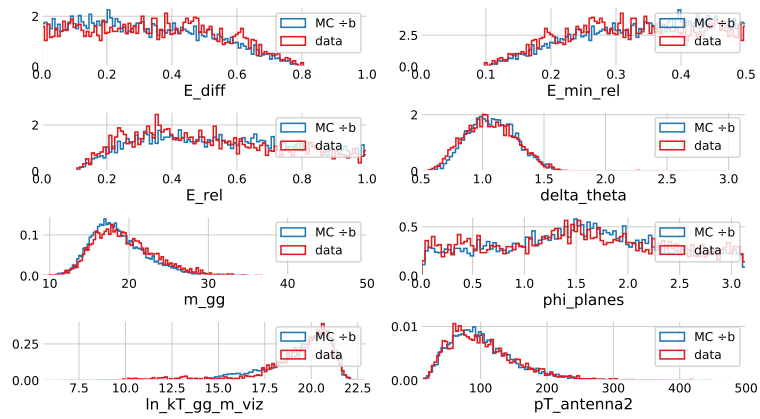 2
0
0.0 0.2 0.4 0.6 0.8 1.0
E_diff
MC ÷b
data
2.5
0.0
0.0 0.1 0.2 0.3 0.4 0.5
E_min_rel
MC ÷b
data
2
0
0.0 0.2 0.4 0.6 0.8 1.0
E_rel
MC ÷b
data
2
0
0.5 1.0 1.5 2.0 2.5 3.0
delta_theta
MC ÷b
data
0.1
0.0
10 20 30 40 50
m_gg
MC ÷b
data
0.5
0.0
0.0 0.5 1.0 1.5 2.0 2.5 3.0
phi_planes
MC ÷b
data
0.25
0.00
7.5 10.0 12.5 15.0 17.5 20.0 22.5
ln_kT_gg_m_viz
MC ÷b
data
0.01
0.00
100 200 300 400 500
pT_antenna2
MC ÷b
data